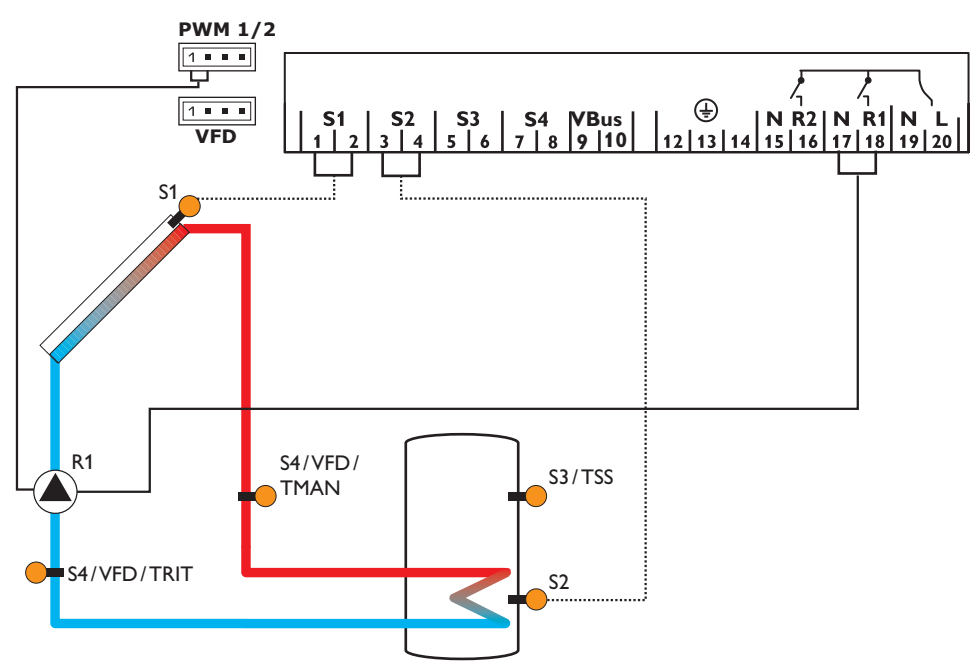 PWM 1/2
1
1
VFD
S1 S2 S3 S4 VBus N R2 N R1 N L
1 2 3 4 5 6 7 8 9 10 12 13 14 15 16 17 18 19 20
S1
R1
S4/VFD/
TMAN
S3/TSS
S4/VFD/TRIT
S2